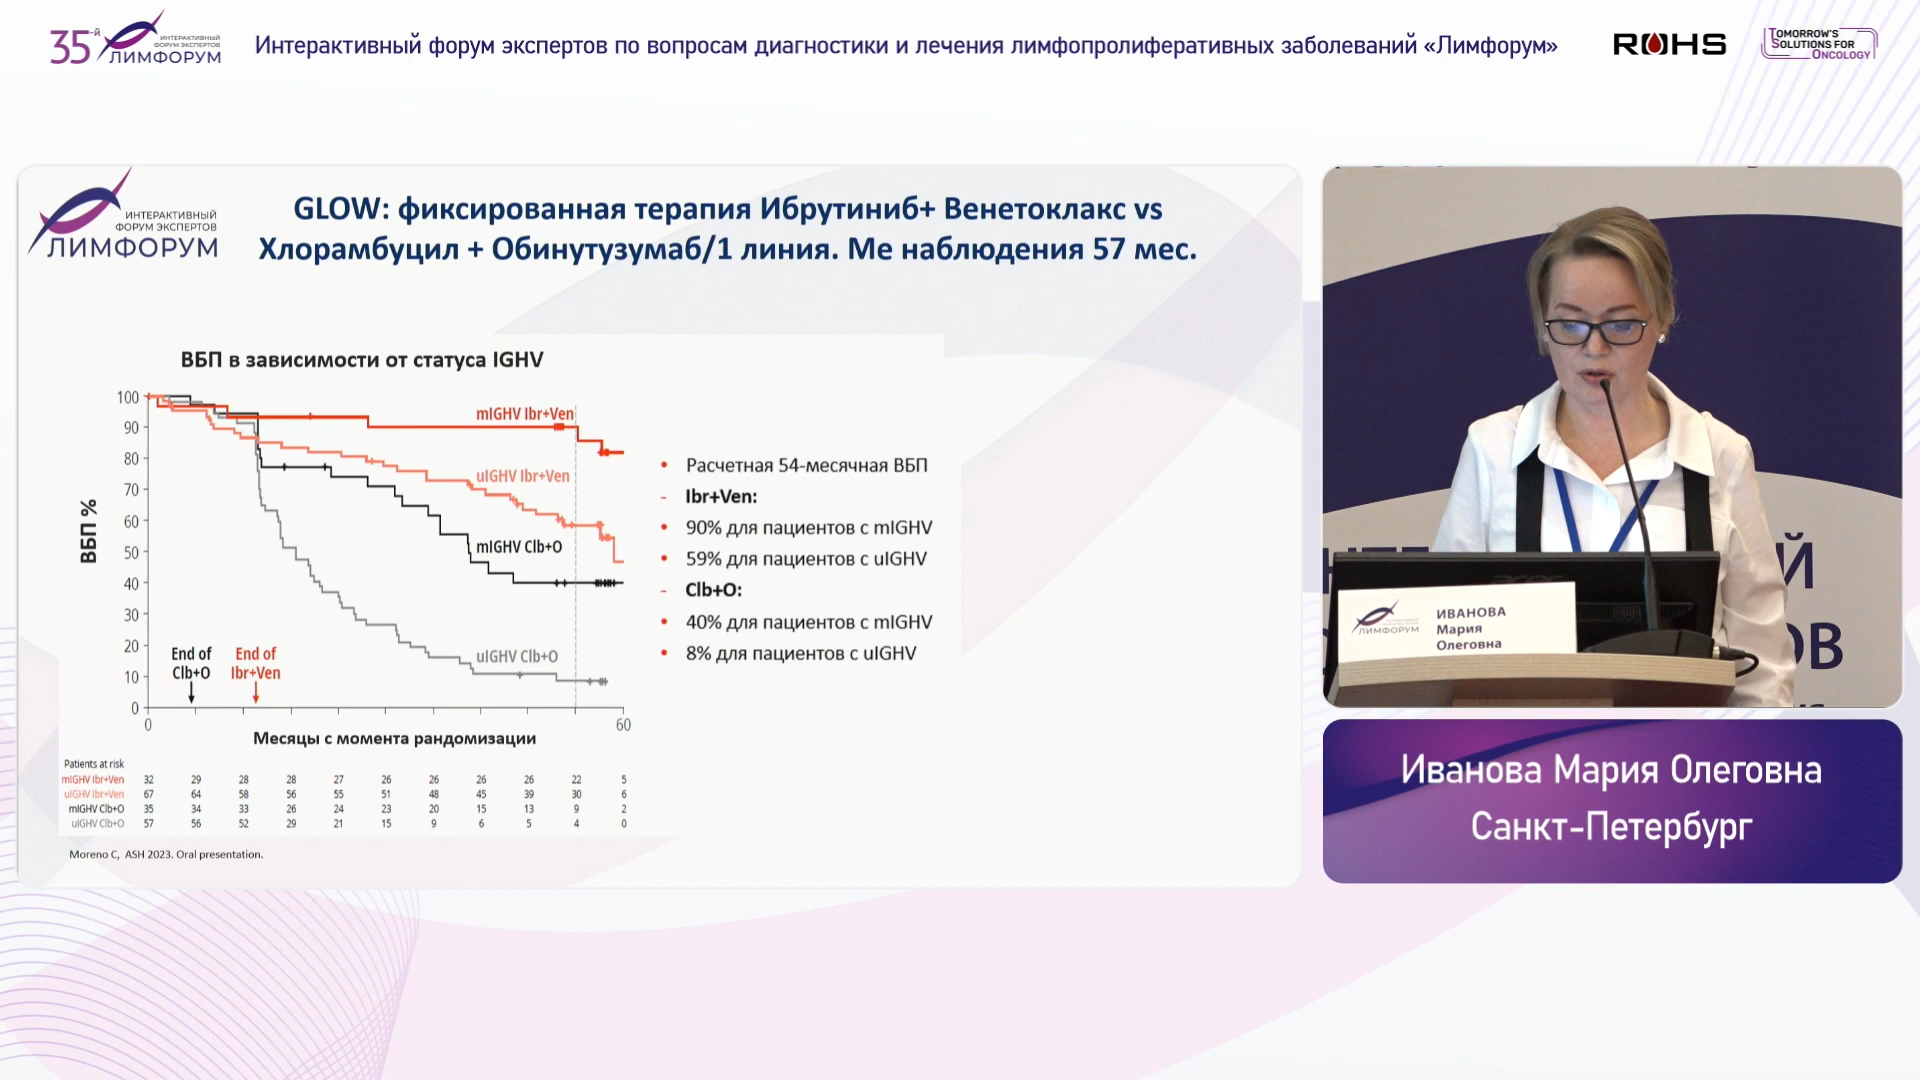 35-й
ИНТЕРАКТИВНЫЙ
ФОРУМ ЭКСПЕРТОВ
ЛИМФОРУМ
Интерактивный форум экспертов по вопросам диагностики и лечения лимфопролиферативных заболеваний «Лимфорум»
ROHS
TOMORROW'S
SOLUTIONS FOR
ONCOLOGY
ИНТЕРАКТИВНЫЙ
ФОРУМ ЭКСПЕРТОВ
ЛИМФОРУМ
GLOW: фиксированная терапия Ибрутиниб+ Венетоклакс vs
Хлорамбуцил + Обинутузумаб/1 линия. Ме наблюдения 57 мес.
ВБП в зависимости от статуса IGHV
ВБП %
100
90
80
70
60
50
40
30
20
10
0
mIGHV Ibr+Ven
uIGHV Ibr+Ven
mIGHV Clb+O
uIGHV Clb+O
End of
Clb+O
End of
Ibr+Ven
0 60
Месяцы с момента рандомизации
Patients at risk
mIGHV Ibr+Ven 32 29 28 28 27 26 26 26 26 22 5
uIGHV Ibr+Ven 67 64 58 56 55 51 48 45 39 30 6
mIGHV Clb+O 35 34 33 26 24 23 20 15 13 9 2
uIGHV Clb+O 57 56 52 29 21 15 9 6 5 4 0
Moreno C, ASH 2023. Oral presentation.
• Расчетная 54-месячная ВБП
- Ibr+Ven:
• 90% для пациентов с mIGHV
• 59% для пациентов с uIGHV
- Clb+O:
• 40% для пациентов с mIGHV
• 8% для пациентов с uIGHV
ЛИМФОРУМ
ИВАНОВА
Мария
Олеговна
Иванова Мария Олеговна
Санкт-Петербург